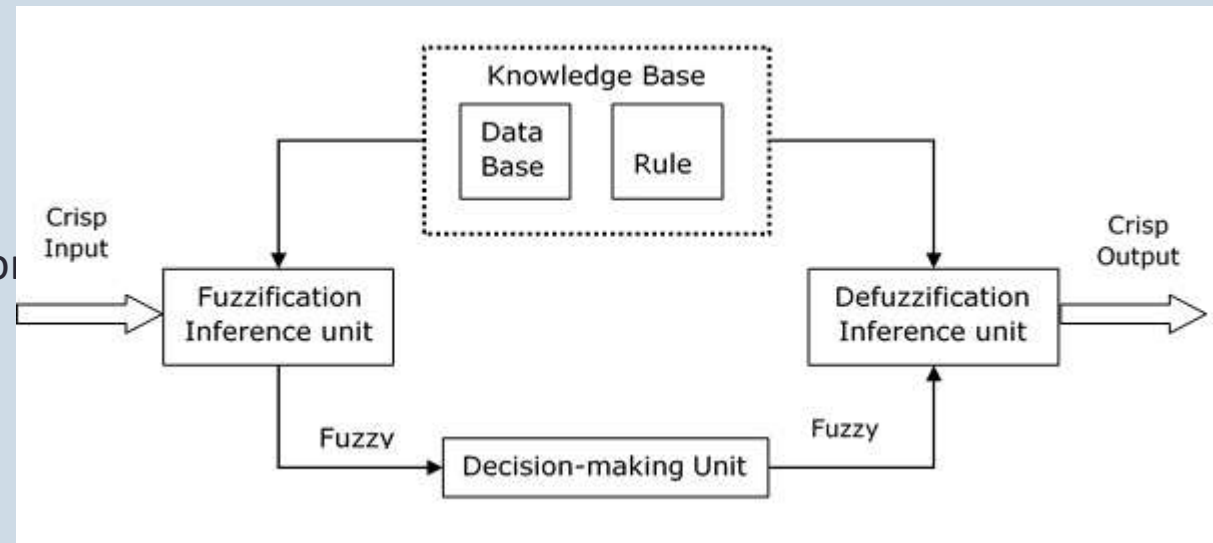 Knowledge Base
Data
Base
Rule
Crisp
Input
Crisp
Output
Fuzzification
Inference unit
Defuzzification
Inference unit
Fuzzy
Decision-making Unit
Fuzzy